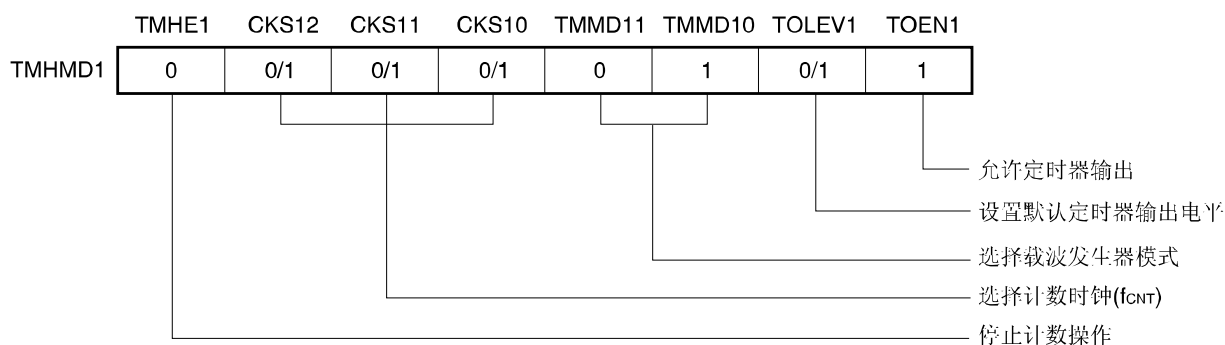 TMHE1 CKS12 CKS11 CKS10 TMMD11 TMMD10 TOLEV1 TOEN1
TMHMD1 0 0/1 0/1 0/1 0 1 0/1 1
允许定时器输出
设置默认定时器输出电平
选择载波发生器模式
选择计数时钟(fCNT)
停止计数操作